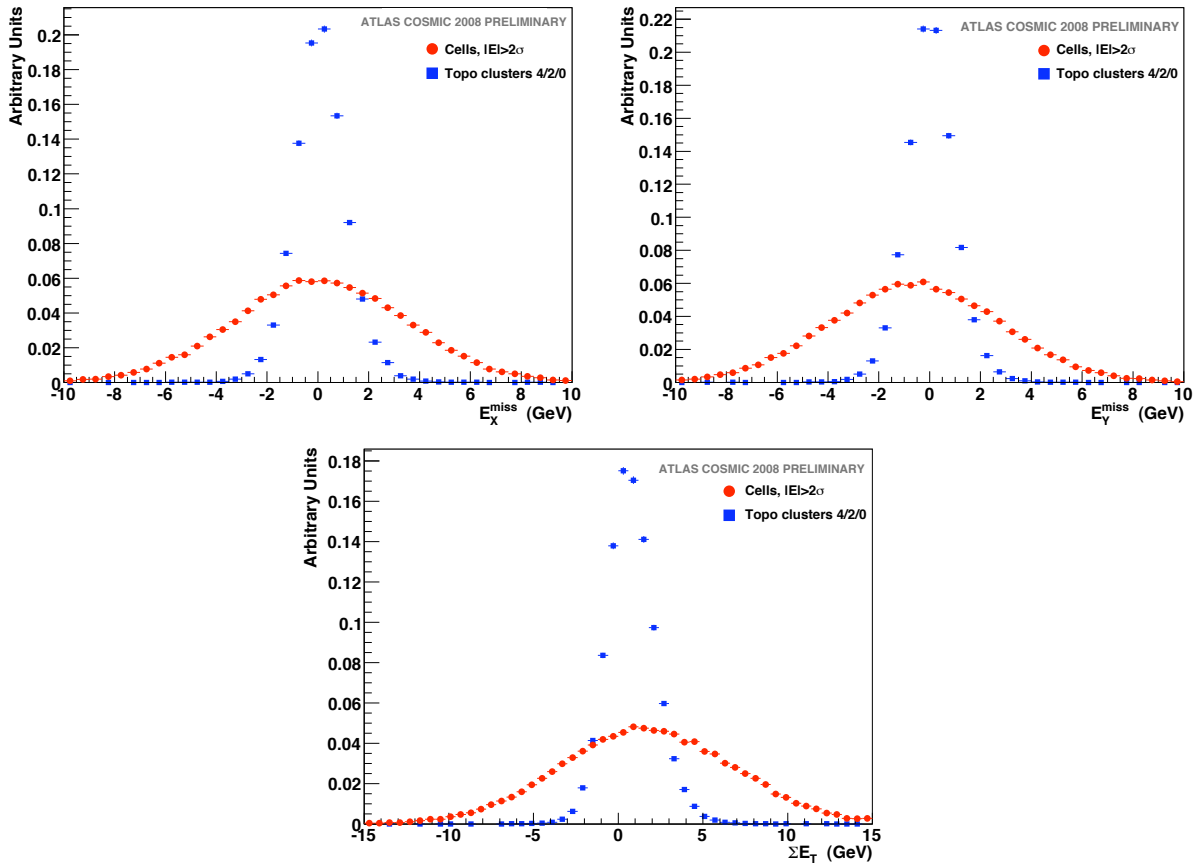 ATLAS COSMIC 2008 PRELIMINARY
Cells, |E|>2σ
Topo clusters 4/2/0
Arbitrary Units
0.2
0.18
0.16
0.14
0.12
0.1
0.08
0.06
0.04
0.02
0
-10 -8 -6 -4 -2 0 2 4 6 8 10
E_X^miss (GeV)
ATLAS COSMIC 2008 PRELIMINARY
Cells, |E|>2σ
Topo clusters 4/2/0
Arbitrary Units
0.22
0.2
0.18
0.16
0.14
0.12
0.1
0.08
0.06
0.04
0.02
0
-10 -8 -6 -4 -2 0 2 4 6 8 10
E_Y^miss (GeV)
ATLAS COSMIC 2008 PRELIMINARY
Cells, |E|>2σ
Topo clusters 4/2/0
Arbitrary Units
0.18
0.16
0.14
0.12
0.1
0.08
0.06
0.04
0.02
0
-15 -10 -5 0 5 10 15
ΣE_T (GeV)